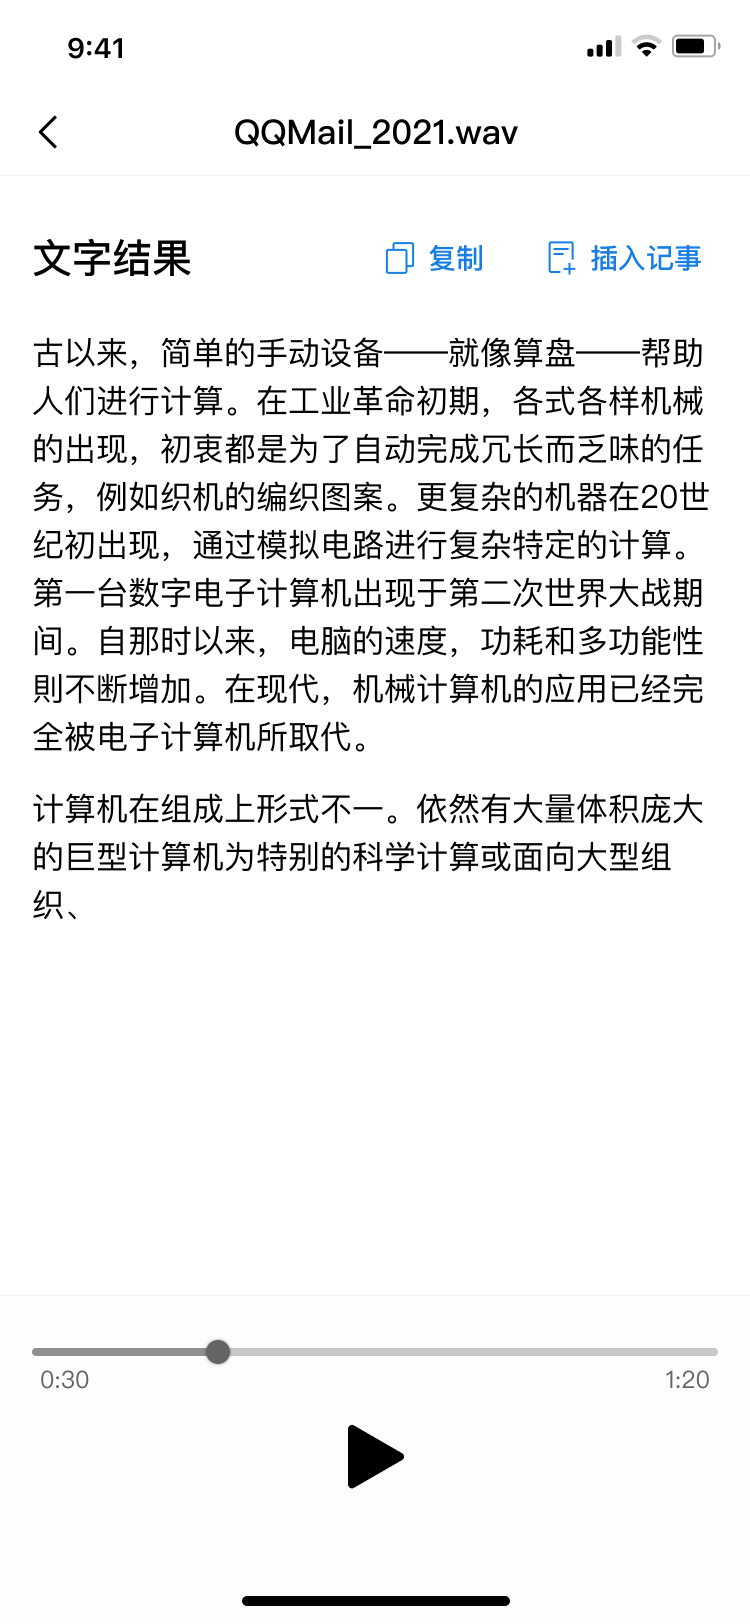 9:41
QQMail_2021.wav
文字结果
复制
插入记事
古以来，简单的手动设备——就像算盘——帮助
人们进行计算。在工业革命初期，各式各样机械
的出现，初衷都是为了自动完成冗长而乏味的任
务，例如织机的编织图案。更复杂的机器在20世
纪初出现，通过模拟电路进行复杂特定的计算。
第一台数字电子计算机出现于第二次世界大战期
间。自那时以来，电脑的速度，功耗和多功能性
則不断增加。在现代，机械计算机的应用已经完
全被电子计算机所取代。
计算机在组成上形式不一。依然有大量体积庞大
的巨型计算机为特别的科学计算或面向大型组
织、
0:30
1:20